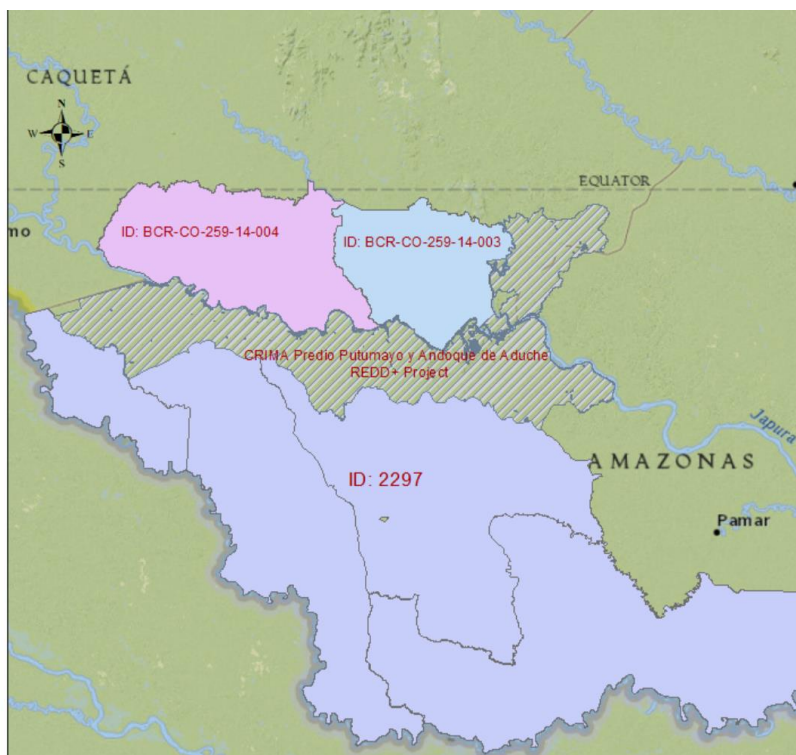 CAQUETÁ
N
W E
S
EQUATOR
mo
ID: BCR-CO-259-14-004
ID: BCR-CO-259-14-003
CRIMA Predio Putumayo y Andoque de Aduche
REDD+ Project
Japura
AMAZONAS
ID: 2297
Pamar